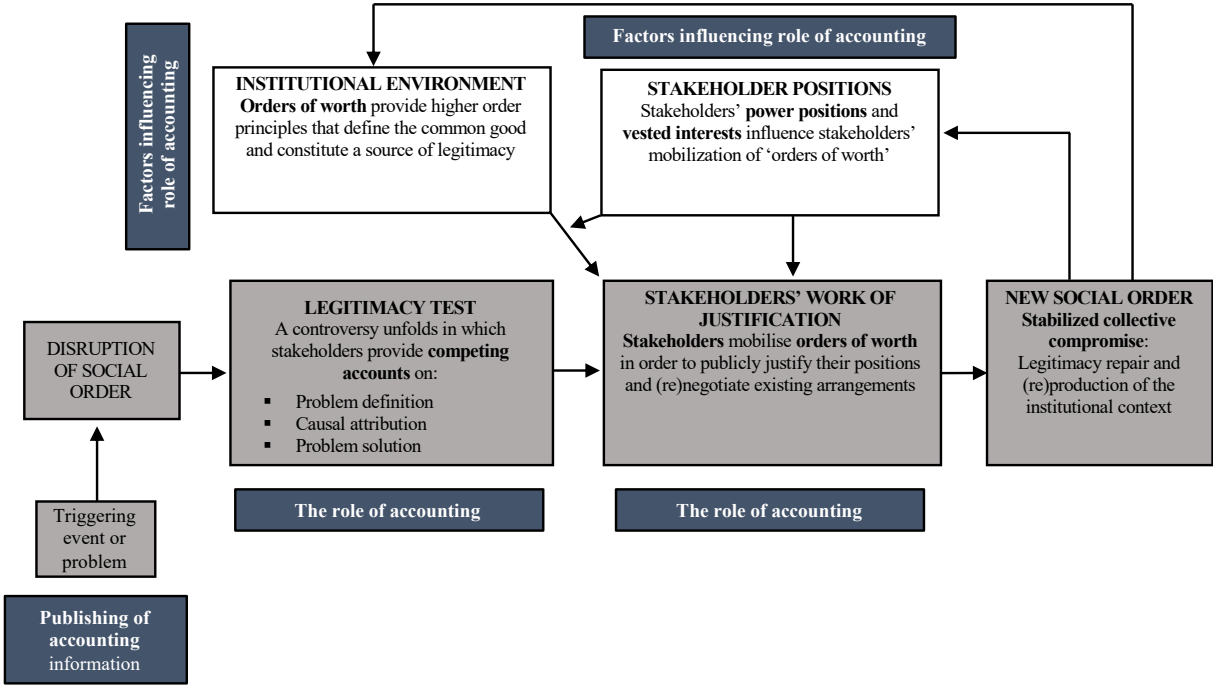 Factors influencing
role of accounting
Factors influencing role of accounting
INSTITUTIONAL ENVIRONMENT
Orders of worth provide higher order
principles that define the common good
and constitute a source of legitimacy
STAKEHOLDER POSITIONS
Stakeholders’ power positions and
vested interests influence stakeholders’
mobilization of ‘orders of worth’
DISRUPTION
OF SOCIAL
ORDER
LEGITIMACY TEST
A controversy unfolds in which
stakeholders provide competing
accounts on:
▪ Problem definition
▪ Causal attribution
▪ Problem solution
STAKEHOLDERS’ WORK OF
JUSTIFICATION
Stakeholders mobilise orders of worth
in order to publicly justify their positions
and (re)negotiate existing arrangements
NEW SOCIAL ORDER
Stabilized collective
compromise:
Legitimacy repair and
(re)production of the
institutional context
The role of accounting
The role of accounting
Triggering
event or
problem
Publishing of
accounting
information